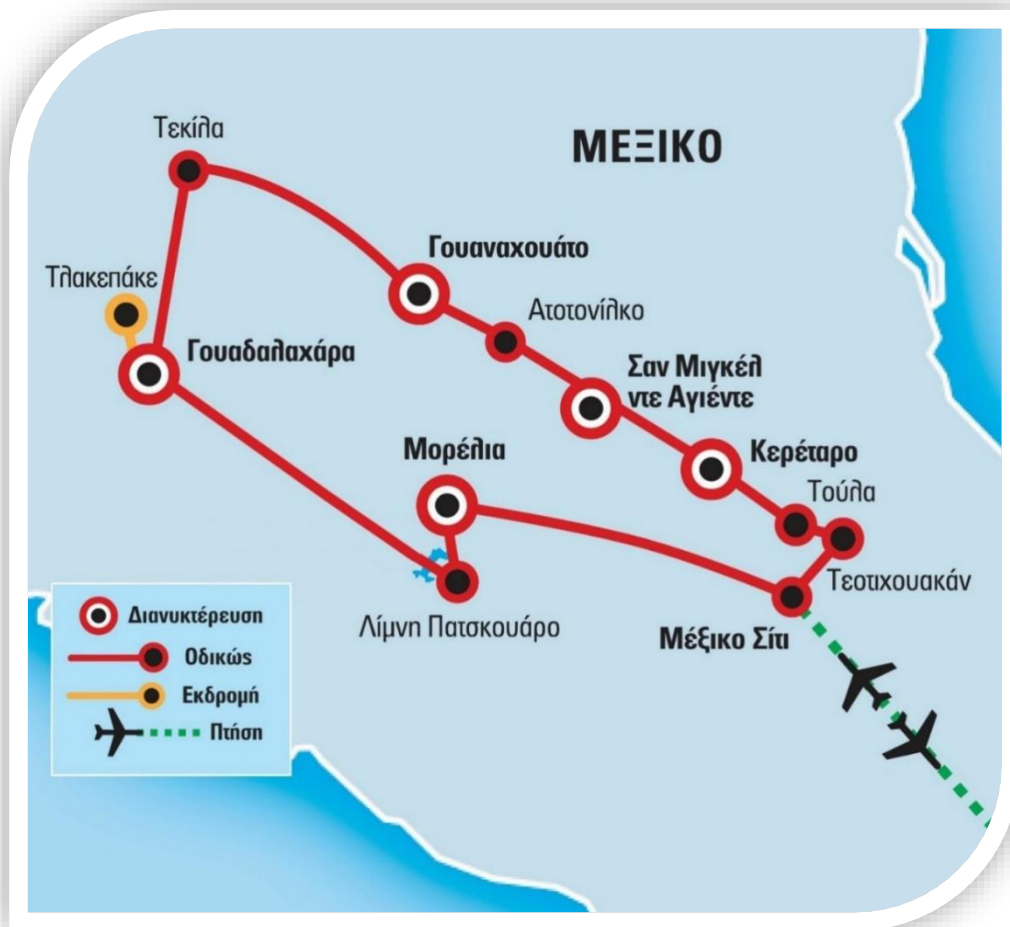 Τεκίλα
ΜΕΞΙΚΟ
Γουαναχουάτο
Τλακεπάκε
Ατοτονίλκο
Γουαδαλαχάρα
Σαν Μιγκέλ
ντε Αγιέντε
Μορέλια
Κερέταρο
Τούλα
Τεοτιχουακάν
Λίμνη Πατσκουάρο
Μέξικο Σίτι
Διανυκτέρευση
Οδικώς
Εκδρομή
Πτήση